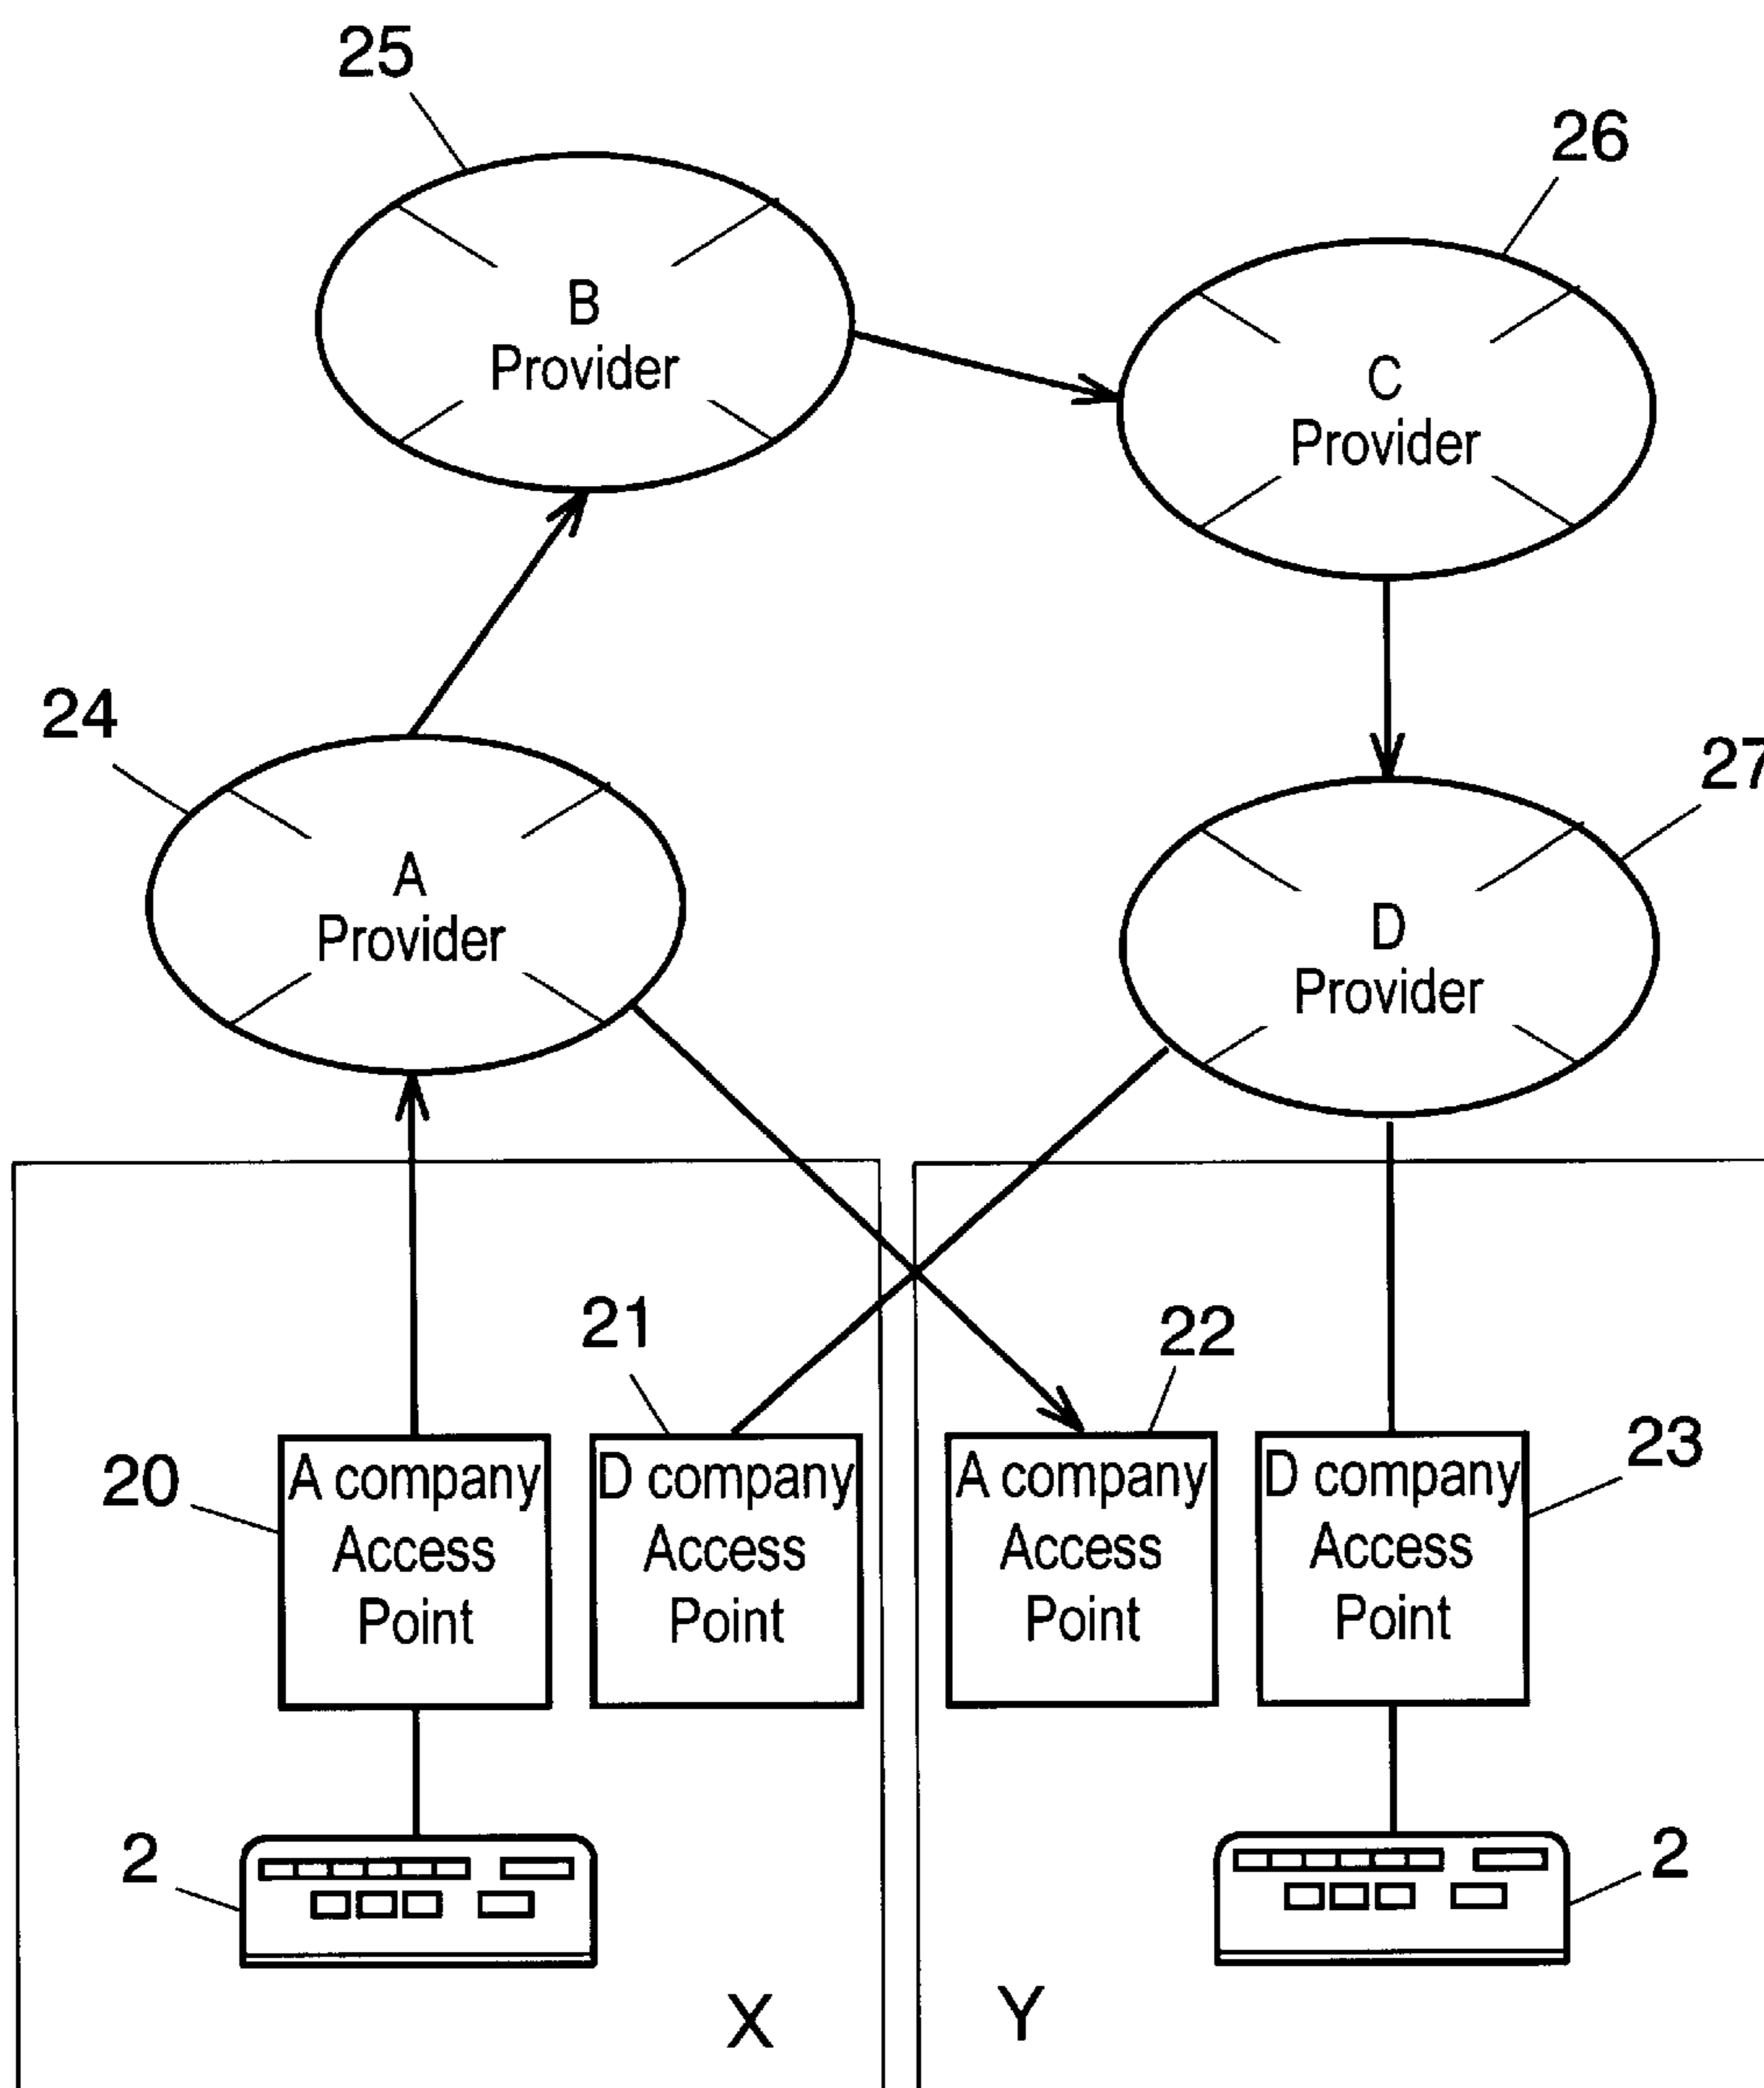 25
26
B
Provider
C
Provider
24
27
A
Provider
D
Provider
21
22
20
23
A company
Access
Point
D company
Access
Point
A company
Access
Point
D company
Access
Point
2
2
X
Y